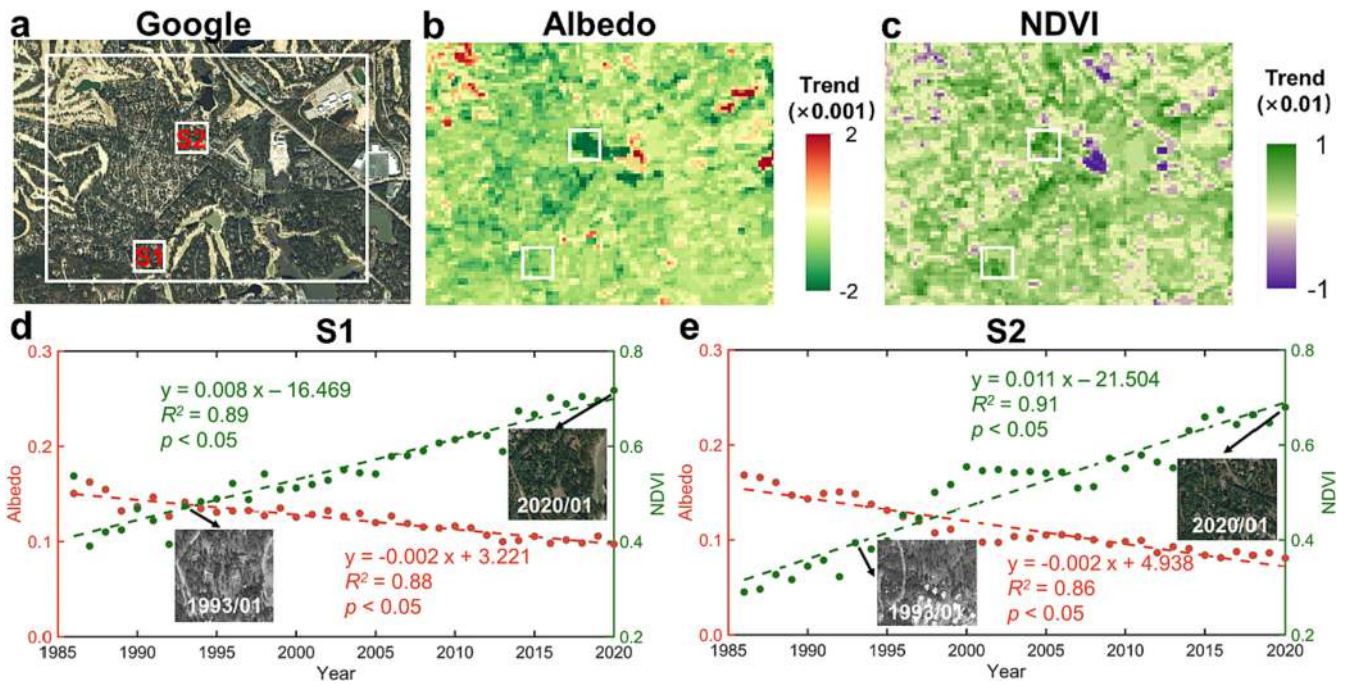 a Google
S2
S1
b Albedo
Trend
(×0.001)
2
-2
c NDVI
Trend
(×0.01)
1
-1
d S1
0.3
0.2
0.1
0.0
Albedo
0.8
0.6
0.4
0.2
NDVI
y = 0.008 x – 16.469
R² = 0.89
p < 0.05
2020/01
1993/01
y = -0.002 x + 3.221
R² = 0.88
p < 0.05
1985 1990 1995 2000 2005 2010 2015 2020
Year
e S2
0.3
0.2
0.1
0.0
Albedo
0.8
0.6
0.4
0.2
NDVI
y = 0.011 x – 21.504
R² = 0.91
p < 0.05
2020/01
1993/01
y = -0.002 x + 4.938
R² = 0.86
p < 0.05
1985 1990 1995 2000 2005 2010 2015 2020
Year